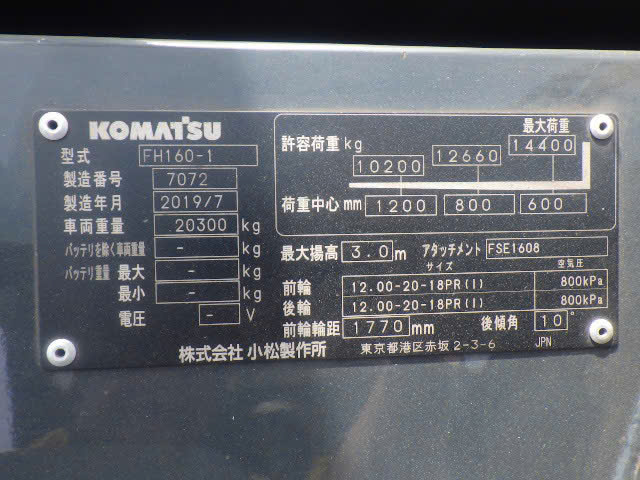 KOMATSU
型式 FH160-1
製造番号 7072
製造年月 2019/7
車両重量 20300 kg
バッテリを除く車両重量 - kg
バッテリ重量 最大 - kg
最小 - kg
電圧 - V
最大荷重
許容荷重 kg 10200 12660 14400
荷重中心 mm 1200 800 600
最大揚高 3.0 m アタッチメント FSE1608
サイズ 空気圧
前輪 12.00-20-18PR(I) 800kPa
後輪 12.00-20-18PR(I) 800kPa
前輪輪距 1770 mm 後傾角 10°
株式会社 小松製作所 東京都港区赤坂 2-3-6 JPN